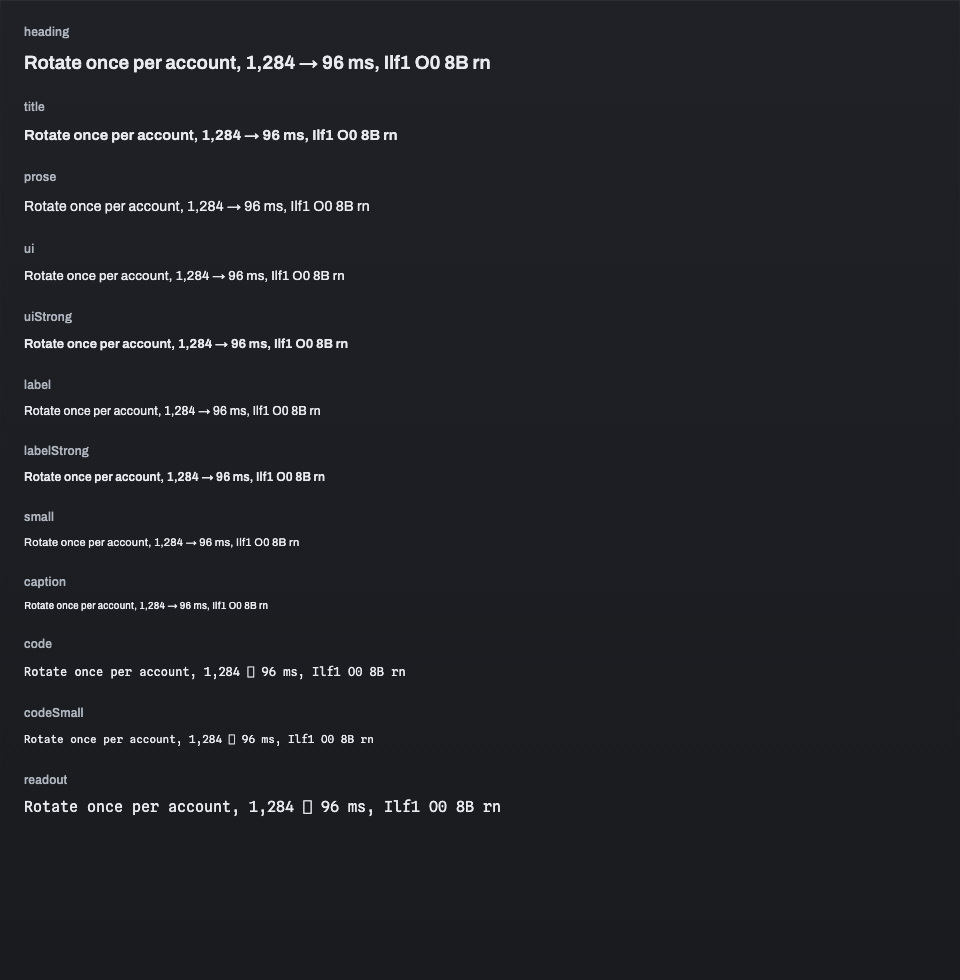 heading
Rotate once per account, 1,284 → 96 ms, Ilf1 O0 8B rn
title
Rotate once per account, 1,284 → 96 ms, Ilf1 O0 8B rn
prose
Rotate once per account, 1,284 → 96 ms, Ilf1 O0 8B rn
ui
Rotate once per account, 1,284 → 96 ms, Ilf1 O0 8B rn
uiStrong
Rotate once per account, 1,284 → 96 ms, Ilf1 O0 8B rn
label
Rotate once per account, 1,284 → 96 ms, Ilf1 O0 8B rn
labelStrong
Rotate once per account, 1,284 → 96 ms, Ilf1 O0 8B rn
small
Rotate once per account, 1,284 → 96 ms, Ilf1 O0 8B rn
caption
Rotate once per account, 1,284 → 96 ms, Ilf1 O0 8B rn
code
Rotate once per account, 1,284 ▯ 96 ms, Ilf1 O0 8B rn
codeSmall
Rotate once per account, 1,284 ▯ 96 ms, Ilf1 O0 8B rn
readout
Rotate once per account, 1,284 ▯ 96 ms, Ilf1 O0 8B rn